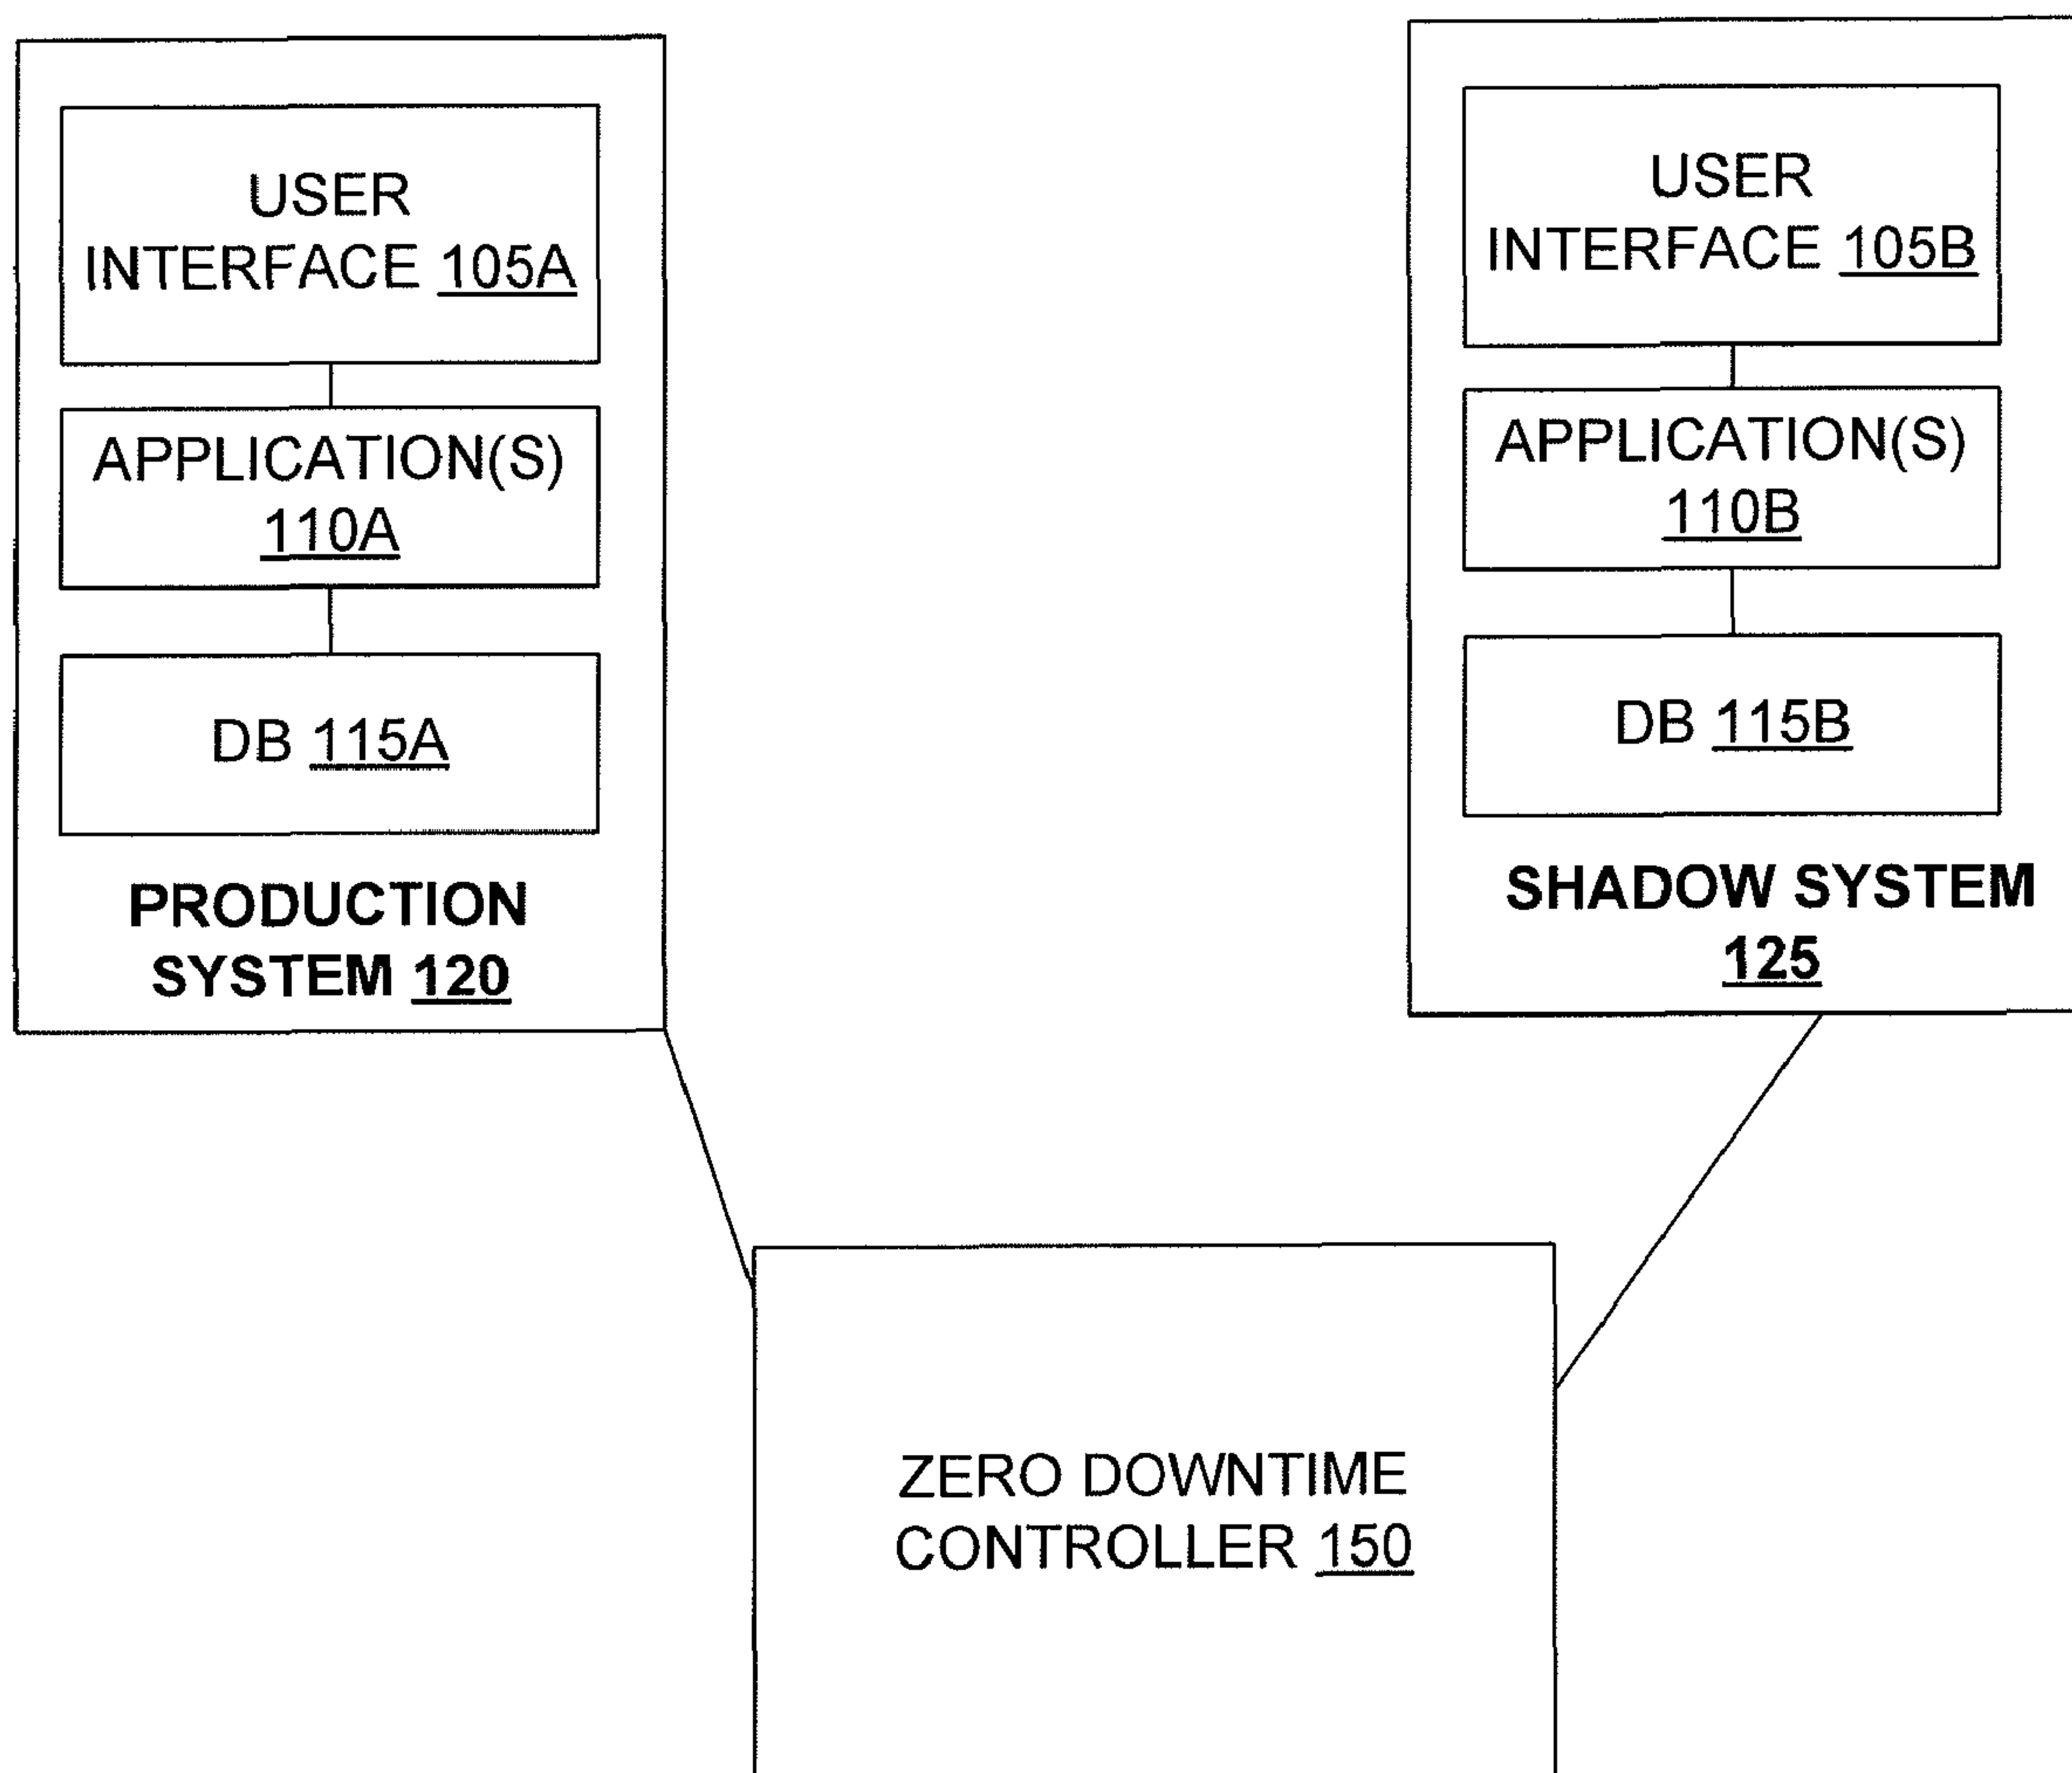 USER
INTERFACE 105A
APPLICATION(S)
110A
DB 115A
PRODUCTION
SYSTEM 120
USER
INTERFACE 105B
APPLICATION(S)
110B
DB 115B
SHADOW SYSTEM
125
ZERO DOWNTIME
CONTROLLER 150